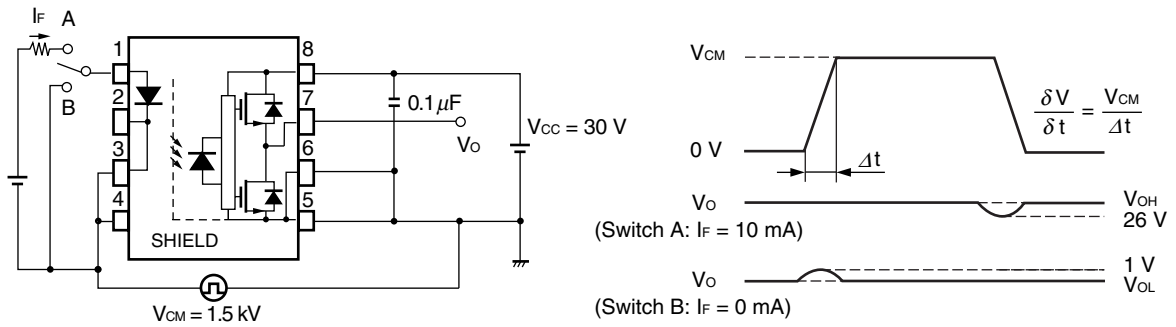 IF A
B
1
2
3
4
8
7
6
5
SHIELD
0.1 μF
VO
VCC = 30 V
VCM = 1.5 kV
VCM
0 V
Δt
δV/δt = VCM/Δt
VO
(Switch A: IF = 10 mA)
VOH
26 V
VO
(Switch B: IF = 0 mA)
1 V
VOL